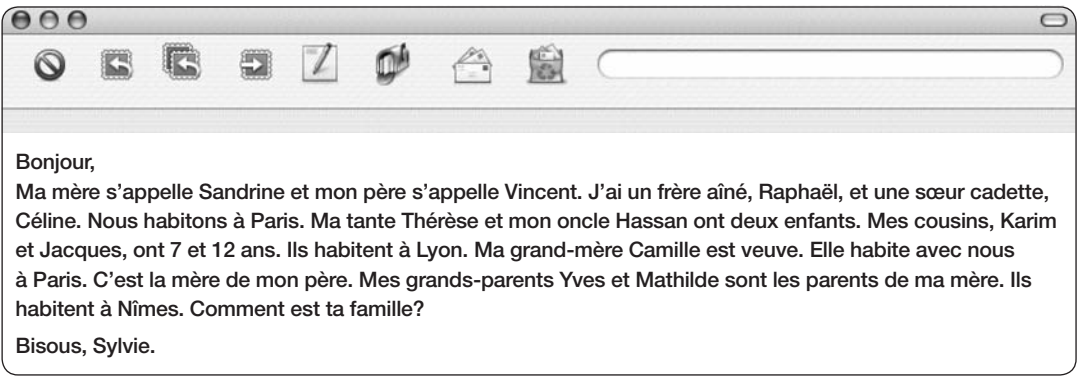 Bonjour,
Ma mère s’appelle Sandrine et mon père s’appelle Vincent. J’ai un frère aîné, Raphaël, et une sœur cadette,
Céline. Nous habitons à Paris. Ma tante Thérèse et mon oncle Hassan ont deux enfants. Mes cousins, Karim
et Jacques, ont 7 et 12 ans. Ils habitent à Lyon. Ma grand-mère Camille est veuve. Elle habite avec nous
à Paris. C’est la mère de mon père. Mes grands-parents Yves et Mathilde sont les parents de ma mère. Ils
habitent à Nîmes. Comment est ta famille?
Bisous, Sylvie.